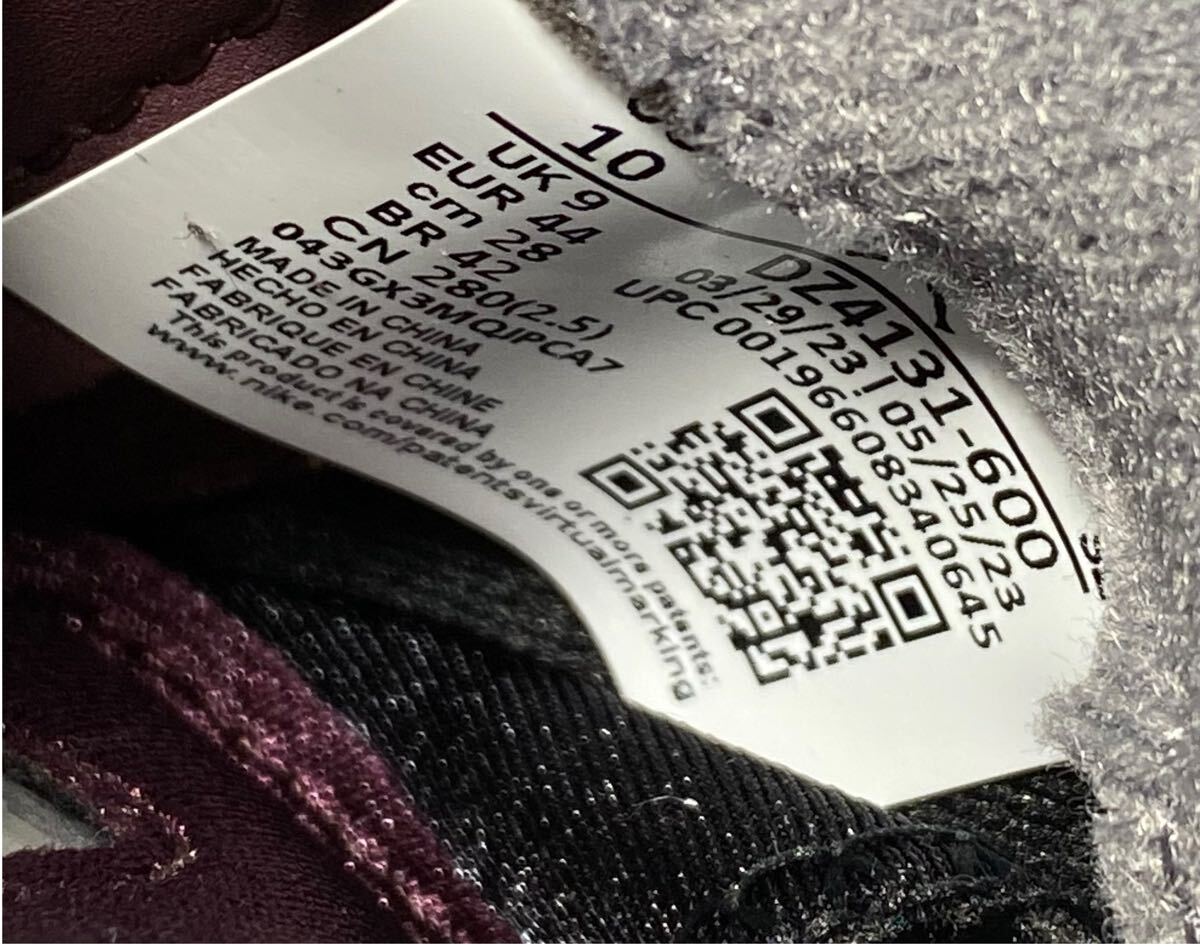 10
UK 9
EUR 44
cm 28
BR 42
CN 280(2.5)
043GX3MQIPCA7
MADE IN CHINA
HECHO EN CHINA
FABRIQUE EN CHINE
FABRICADO NA CHINA
This product is covered by one or more patents:
www.nike.com/patentsvirtualmarking
DZ4131-600
03/29/23 | 05/25/23
UPC 00196608340645